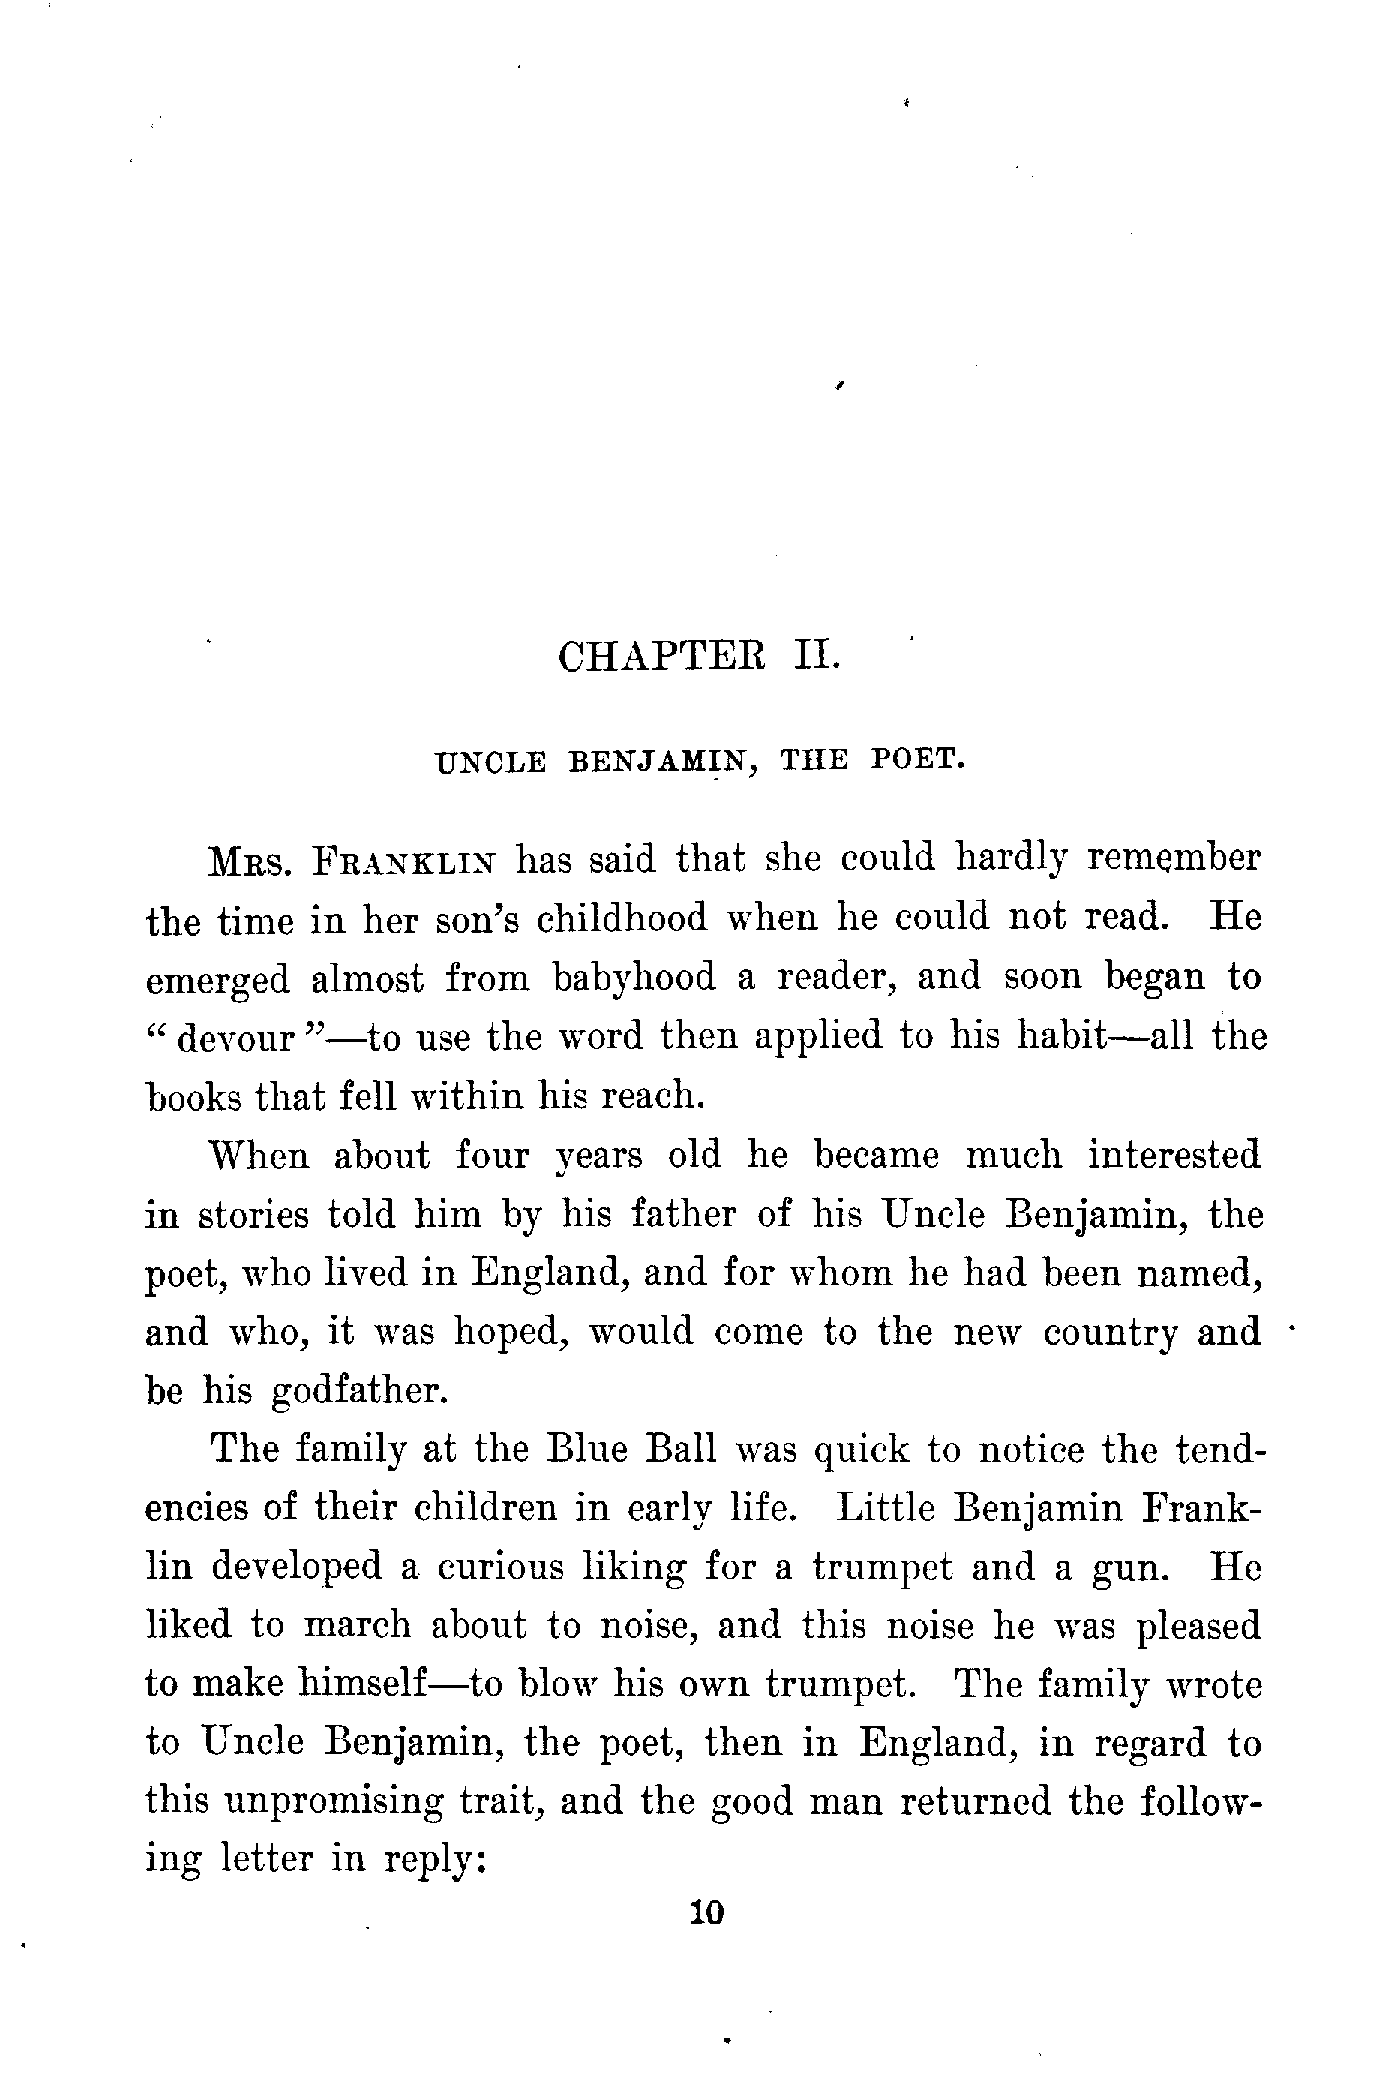 CHAPTER II.
UNCLE BENJAMIN, THE POET.
MRS. FRANKLIN has said that she could hardly remember
the time in her son's childhood when he could not read. He
emerged almost from babyhood a reader, and soon began to
“ devour ”—to use the word then applied to his habit—all the
books that fell within his reach.
When about four years old he became much interested
in stories told him by his father of his Uncle Benjamin, the
poet, who lived in England, and for whom he had been named,
and who, it was hoped, would come to the new country and
be his godfather.
The family at the Blue Ball was quick to notice the tend-
encies of their children in early life. Little Benjamin Frank-
lin developed a curious liking for a trumpet and a gun. He
liked to march about to noise, and this noise he was pleased
to make himself—to blow his own trumpet. The family wrote
to Uncle Benjamin, the poet, then in England, in regard to
this unpromising trait, and the good man returned the follow-
ing letter in reply:
10